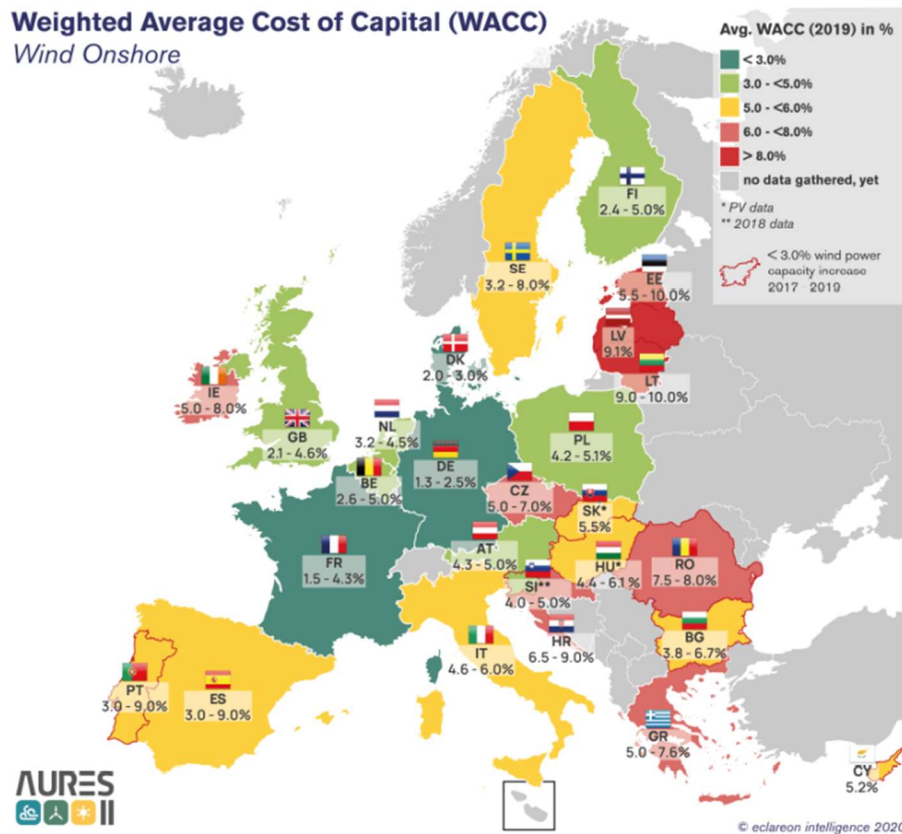 Weighted Average Cost of Capital (WACC)
Wind Onshore
Avg. WACC (2019) in %
< 3.0%
3.0 - <5.0%
5.0 - <6.0%
6.0 - <8.0%
> 8.0%
no data gathered, yet
* PV data
** 2018 data
< 3.0% wind power
capacity increase
2017 - 2019
FI
2.4 - 5.0%
SE
3.2 - 8.0%
EE
5.5 - 10.0%
LV
9.1%
LT
9.0 - 10.0%
DK
2.0 - 3.0%
IE
5.0 - 8.0%
GB
2.1 - 4.6%
NL
3.2 - 4.5%
BE
2.6 - 5.0%
DE
1.3 - 2.5%
PL
4.2 - 5.1%
CZ
5.0 - 7.0%
SK*
5.5%
FR
1.5 - 4.3%
AT
4.3 - 5.0%
HU*
4.4 - 6.1%
RO
7.5 - 8.0%
SI**
4.0 - 5.0%
HR
6.5 - 9.0%
BG
3.8 - 6.7%
IT
4.6 - 6.0%
PT
3.0 - 9.0%
ES
3.0 - 9.0%
GR
5.0 - 7.6%
CY
5.2%
AURES
II
© eclareon intelligence 2020